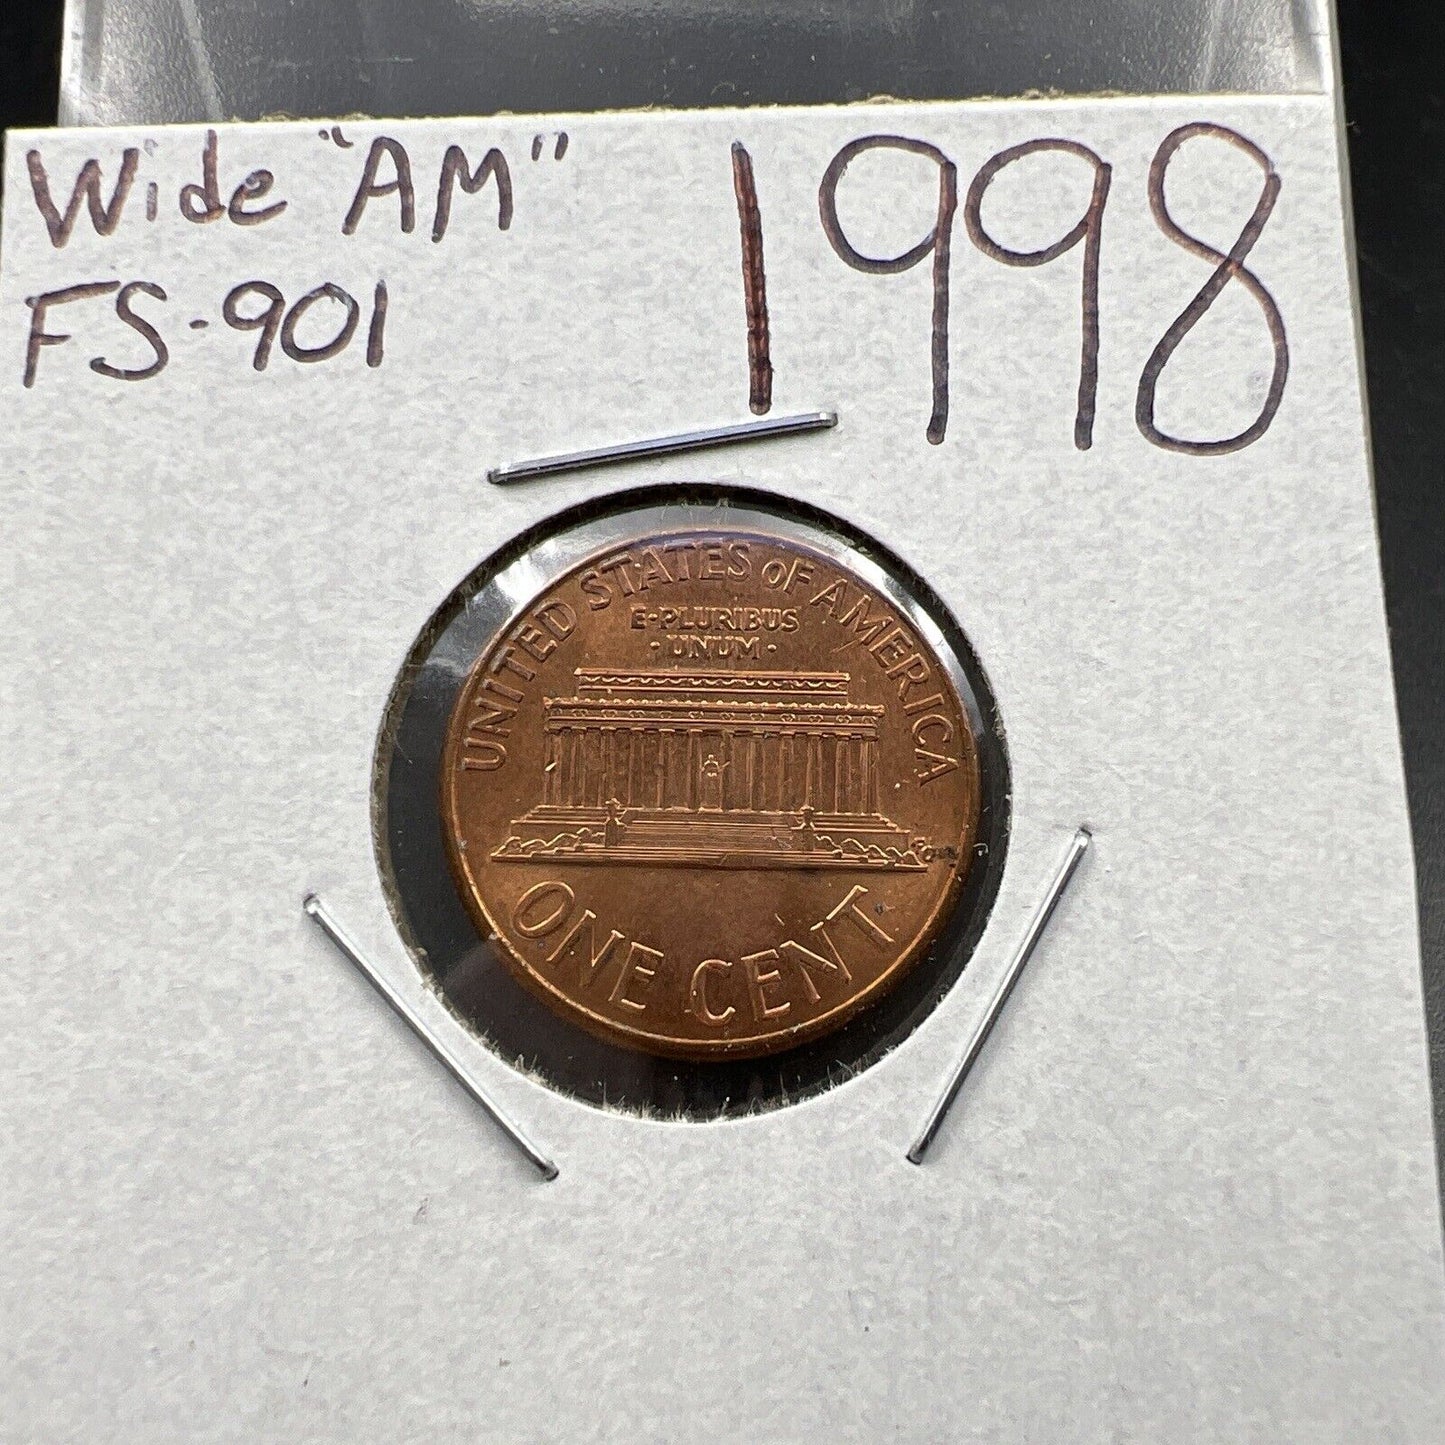 Wide "AM" 1998
FS-901
UNITED STATES OF AMERICA
E·PLURIBUS
·UNUM·
ONE CENT